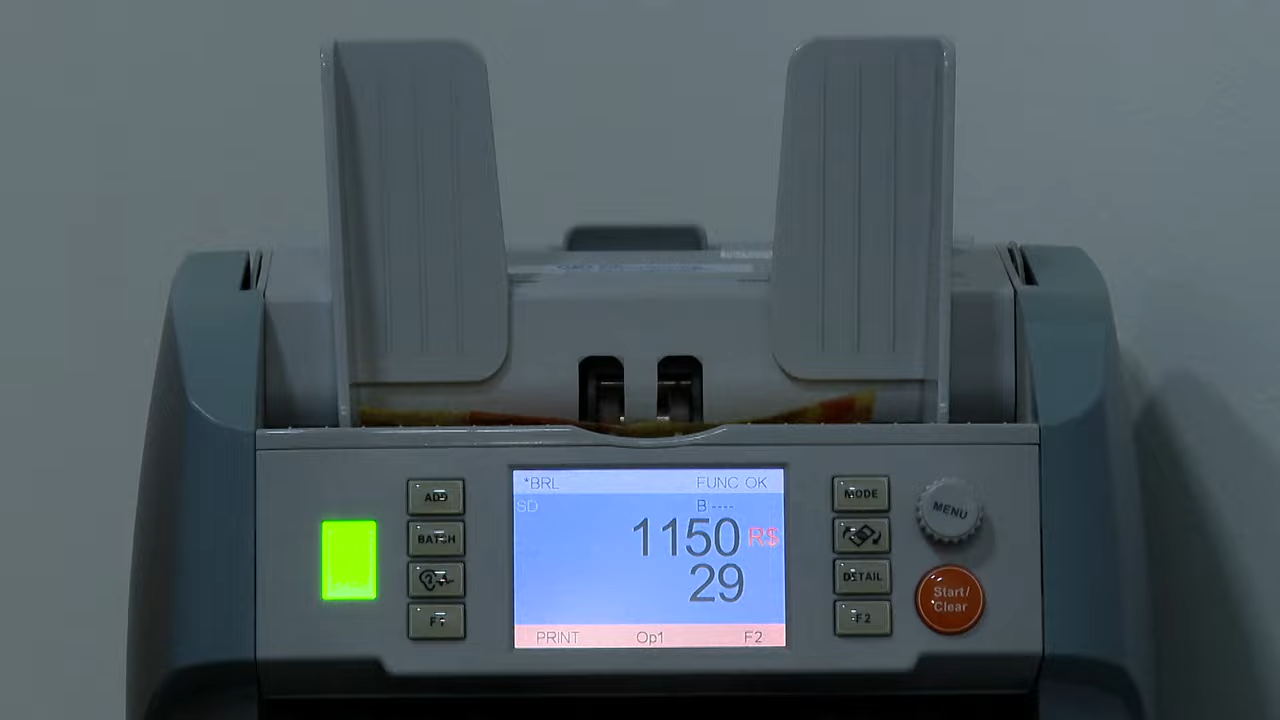 *BRL FUNC OK
SD B ----
1150 R$
29
PRINT Op1 F2
ADD
BATCH
F1
MODE
DETAIL
F2
MENU
Start/
Clear